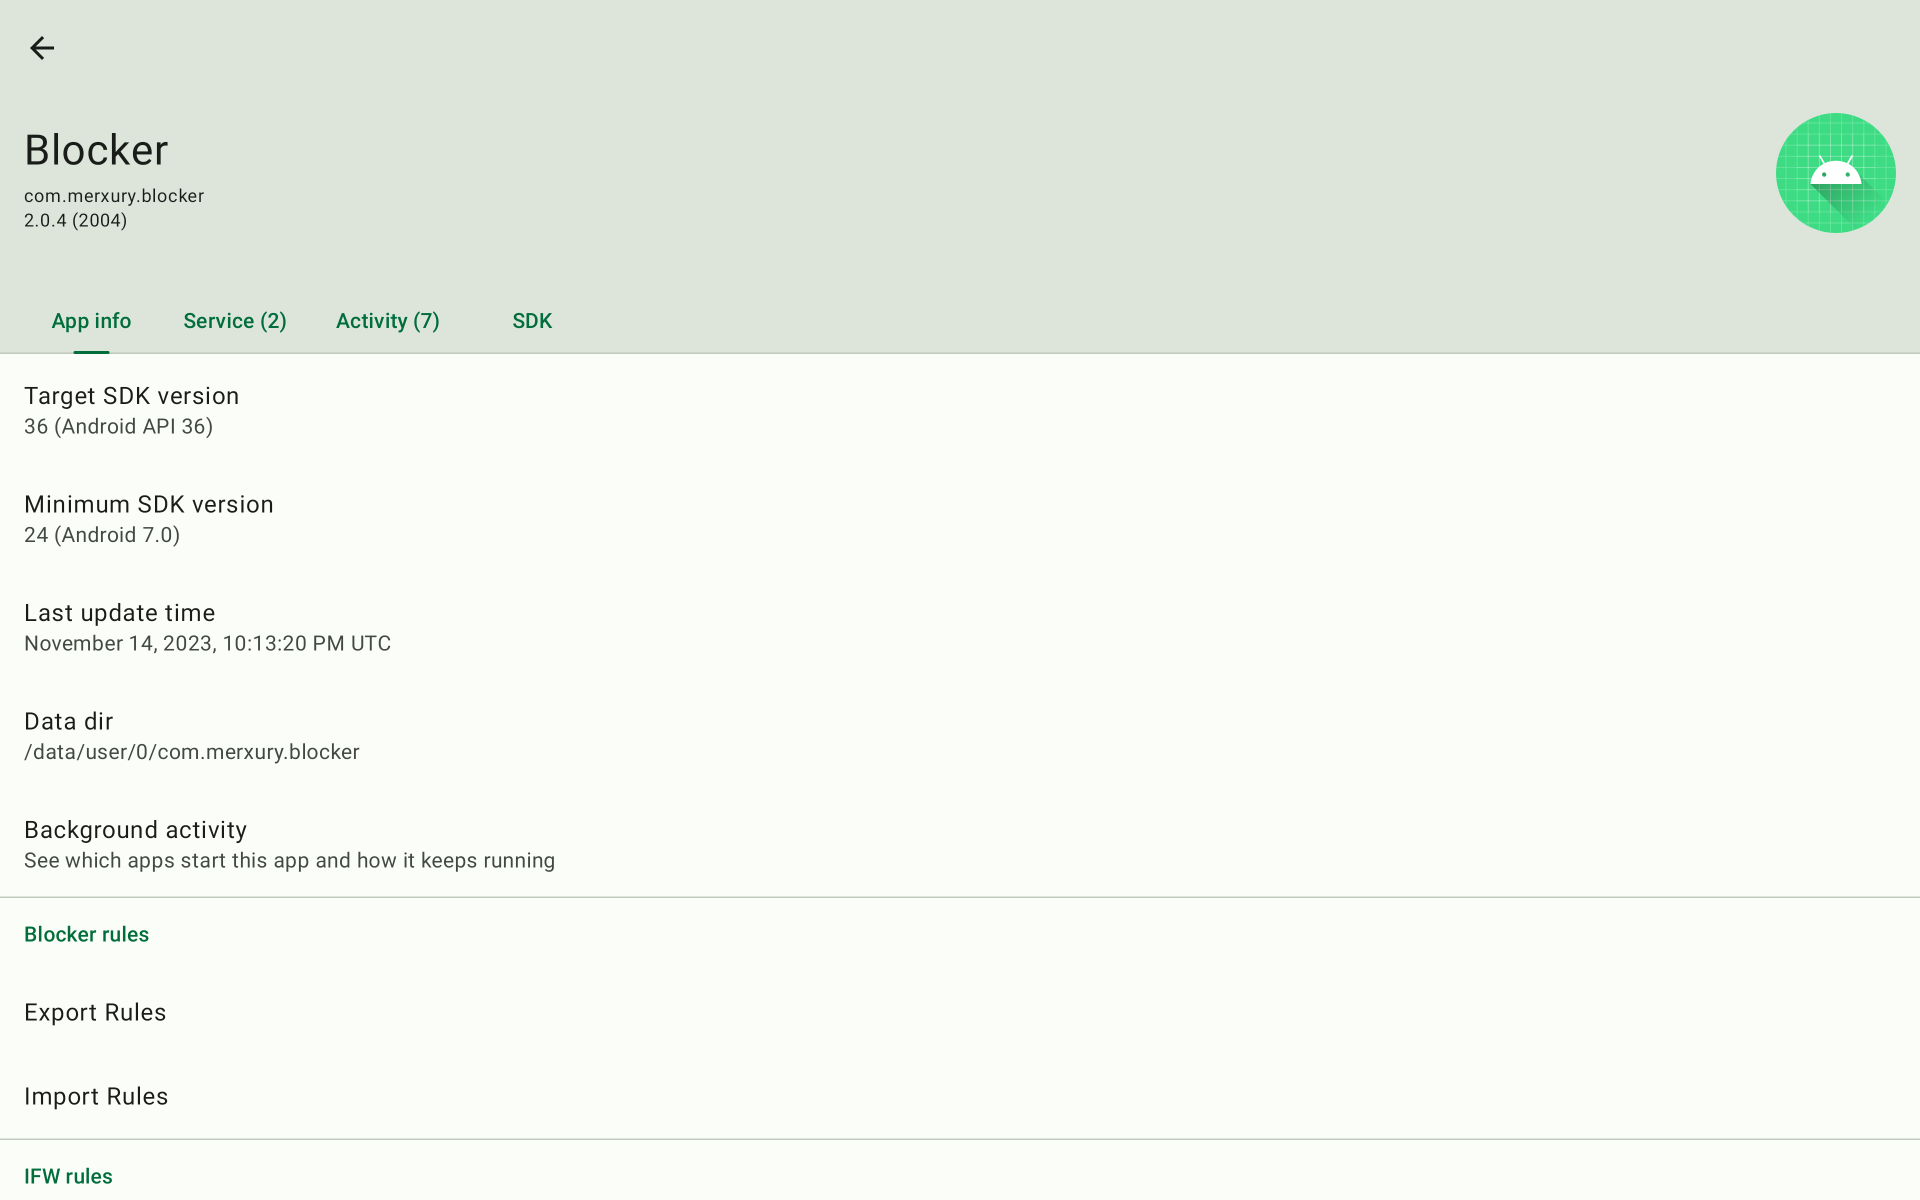 Blocker
com.merxury.blocker
2.0.4 (2004)
App info
Service (2)
Activity (7)
SDK
Target SDK version
36 (Android API 36)
Minimum SDK version
24 (Android 7.0)
Last update time
November 14, 2023, 10:13:20 PM UTC
Data dir
/data/user/0/com.merxury.blocker
Background activity
See which apps start this app and how it keeps running
Blocker rules
Export Rules
Import Rules
IFW rules